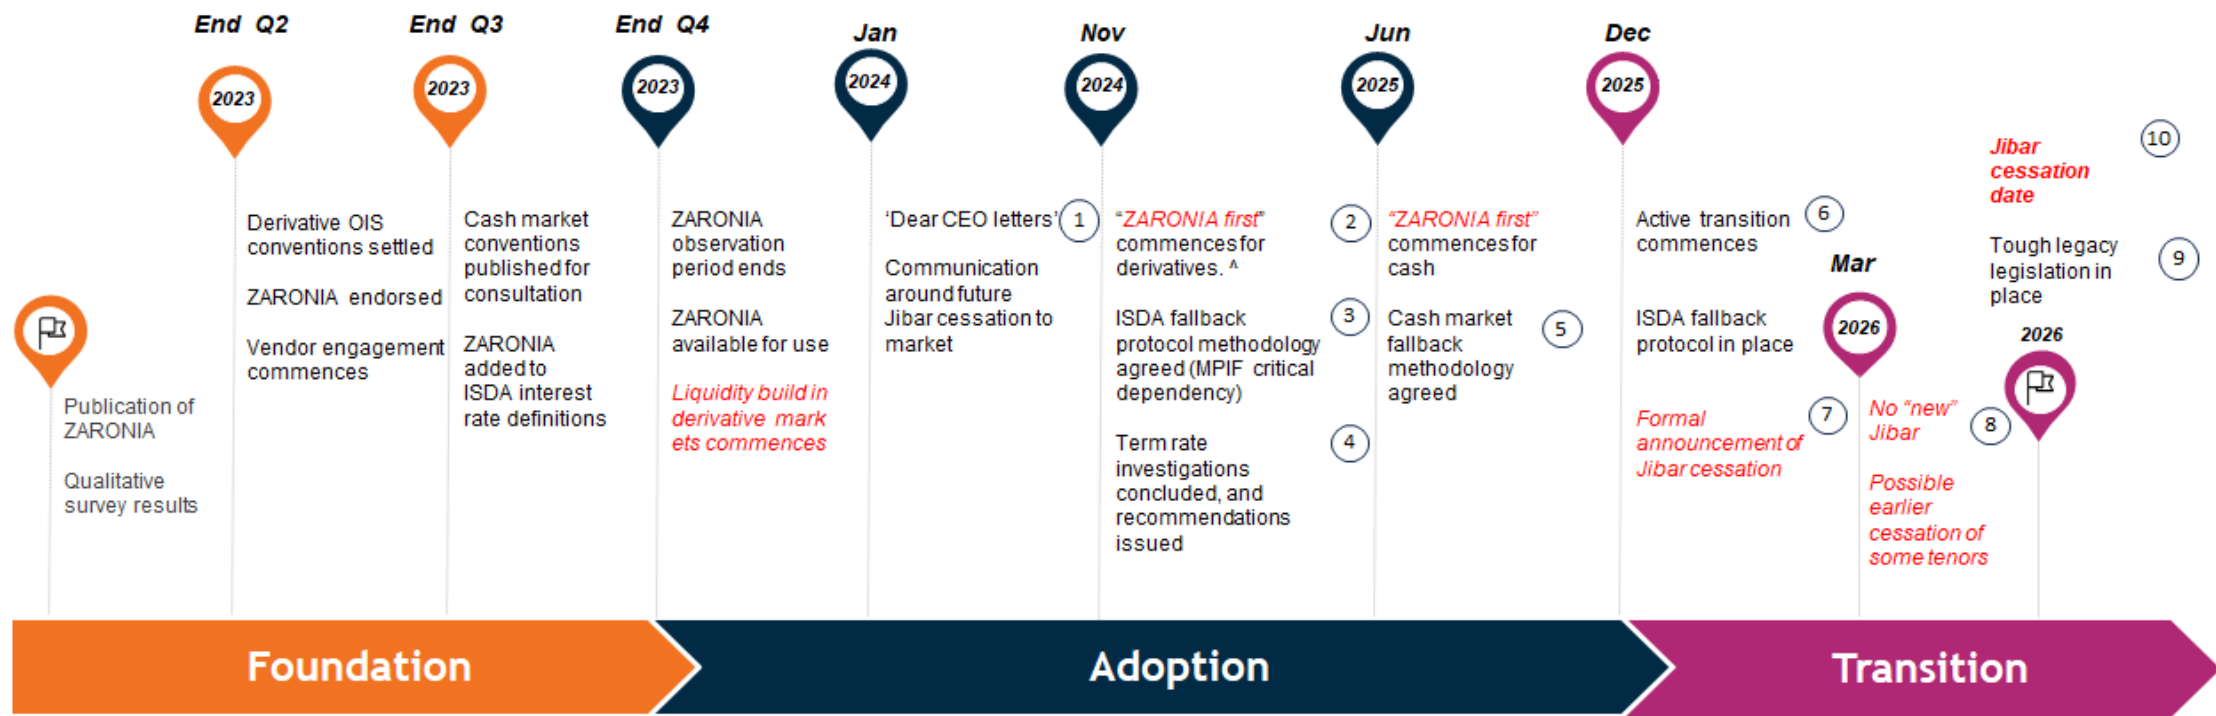 End Q2
2023
Derivative OIS
conventions settled
ZARONIA endorsed
Vendor engagement
commences
End Q3
2023
Cash market
conventions
published for
consultation
ZARONIA
added to
ISDA interest
rate definitions
End Q4
2023
ZARONIA
observation
period ends
ZARONIA
available for use
Liquidity build in
derivative mark
ets commences
Jan
2024
'Dear CEO letters'
1
Communication
around future
Jibar cessation to
market
Nov
2024
"ZARONIA first"
commences for
derivatives. ^
2
ISDA fallback
protocol methodology
agreed (MPIF critical
dependency)
3
Term rate
investigations
concluded, and
recommendations
issued
4
Jun
2025
"ZARONIA first"
commences for
cash
Cash market
fallback
methodology
agreed
5
Dec
2025
Active transition
commences
6
ISDA fallback
protocol in place
Formal
announcement of
Jibar cessation
7
Mar
2026
No "new"
Jibar
8
Possible
earlier
cessation of
some tenors
Jibar
cessation
date
10
Tough legacy
legislation in
place
9
2026
Publication of
ZARONIA
Qualitative
survey results
Foundation
Adoption
Transition